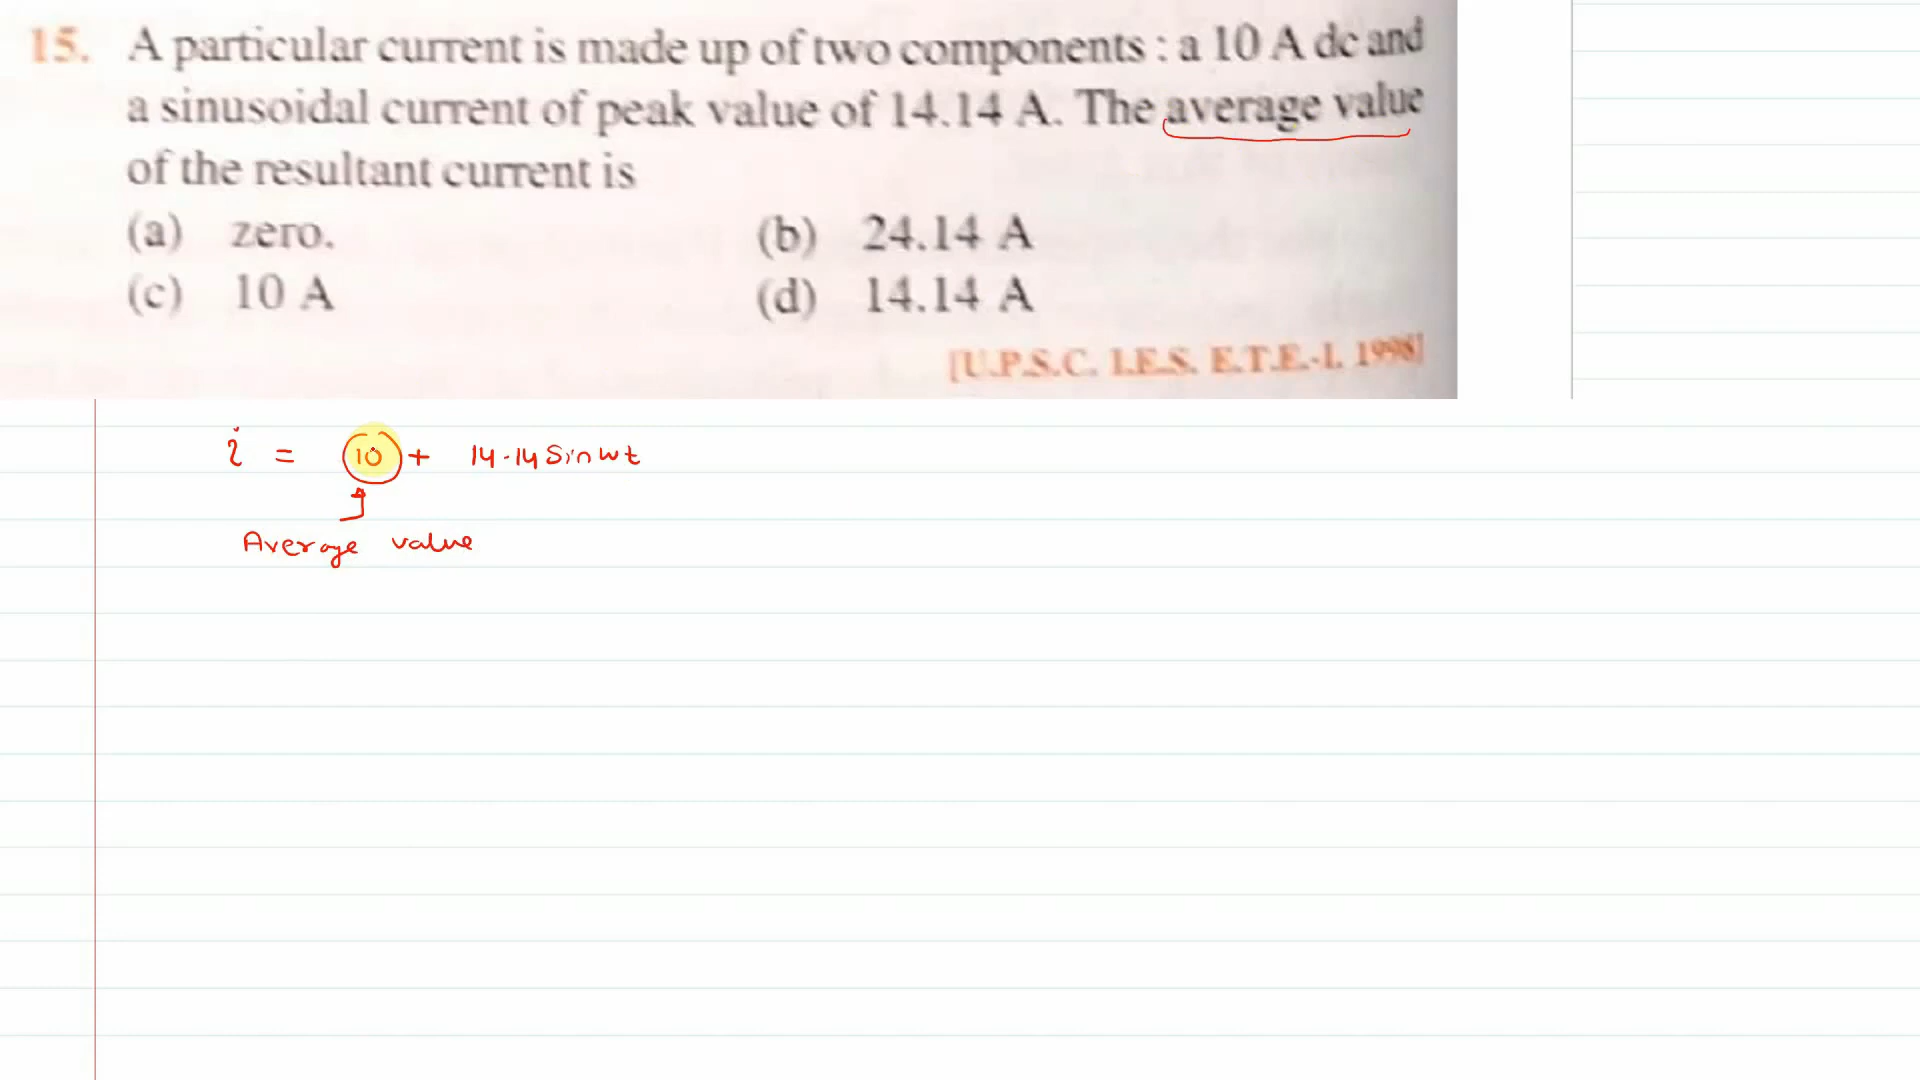 15. A particular current is made up of two components : a 10 A dc and
a sinusoidal current of peak value of 14.14 A. The average value
of the resultant current is
(a) zero. (b) 24.14 A
(c) 10 A (d) 14.14 A
[U.P.S.C. I.E.S. E.T.E.-I. 1998]
i = 10 + 14.14 Sin wt
Average value